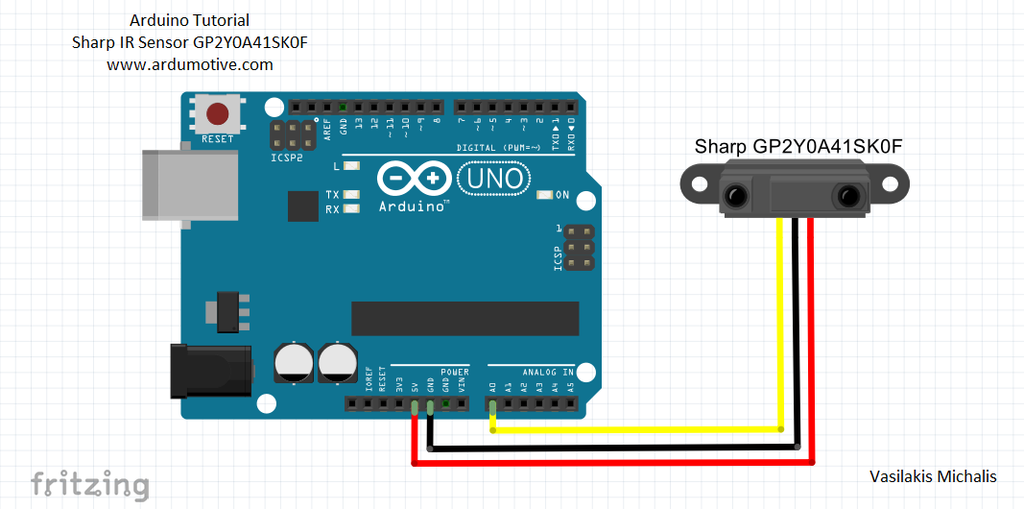 Arduino Tutorial
Sharp IR Sensor GP2Y0A41SK0F
www.ardumotive.com
RESET
ICSP2
AREF
GND
13
12
~11
~10
~9
8
7
~6
~5
4
~3
2
TX0▶1
RX0◀0
DIGITAL (PWM=~)
L
TX
RX
UNO
Arduino™
ON
1
ICSP
Sharp GP2Y0A41SK0F
POWER
ANALOG IN
IOREF
RESET
3V3
5V
GND
GND
VIN
A0
A1
A2
A3
A4
A5
fritzing
Vasilakis Michalis